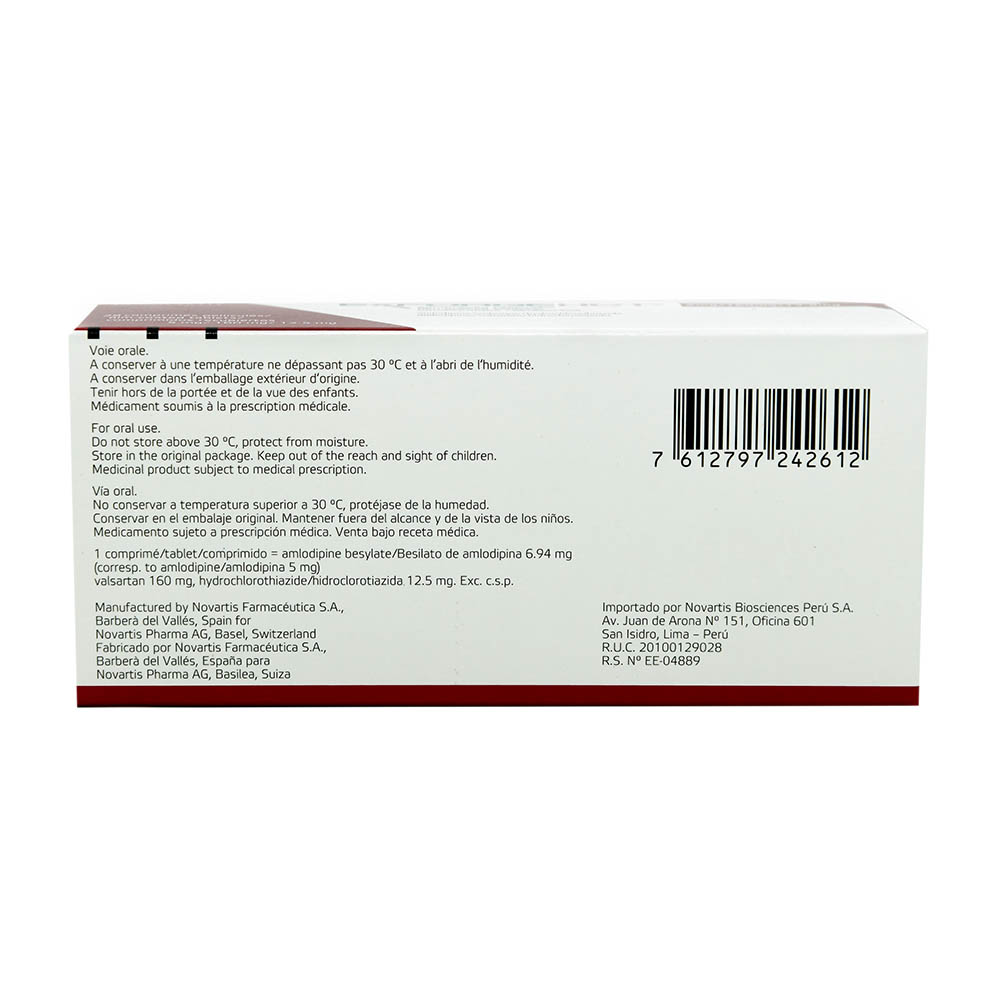 Voie orale.
A conserver à une température ne dépassant pas 30 ºC et à l'abri de l'humidité.
A conserver dans l'emballage extérieur d'origine.
Tenir hors de la portée et de la vue des enfants.
Médicament soumis à la prescription médicale.
For oral use.
Do not store above 30 ºC, protect from moisture.
Store in the original package. Keep out of the reach and sight of children.
Medicinal product subject to medical prescription.
Vía oral.
No conservar a temperatura superior a 30 ºC, protéjase de la humedad.
Conservar en el embalaje original. Mantener fuera del alcance y de la vista de los niños.
Medicamento sujeto a prescripción médica. Venta bajo receta médica.
1 comprimé/tablet/comprimido = amlodipine besylate/Besilato de amlodipina 6.94 mg
(corresp. to amlodipine/amlodipina 5 mg)
valsartan 160 mg, hydrochlorothiazide/hidroclorotiazida 12.5 mg. Exc. c.s.p.
Manufactured by Novartis Farmacéutica S.A.,
Barberà del Vallés, Spain for
Novartis Pharma AG, Basel, Switzerland
Fabricado por Novartis Farmacéutica S.A.,
Barberà del Vallés, España para
Novartis Pharma AG, Basilea, Suiza
7 612797 242612
Importado por Novartis Biosciences Perú S.A.
Av. Juan de Arona Nº 151, Oficina 601
San Isidro, Lima – Perú
R.U.C. 20100129028
R.S. Nº EE-04889